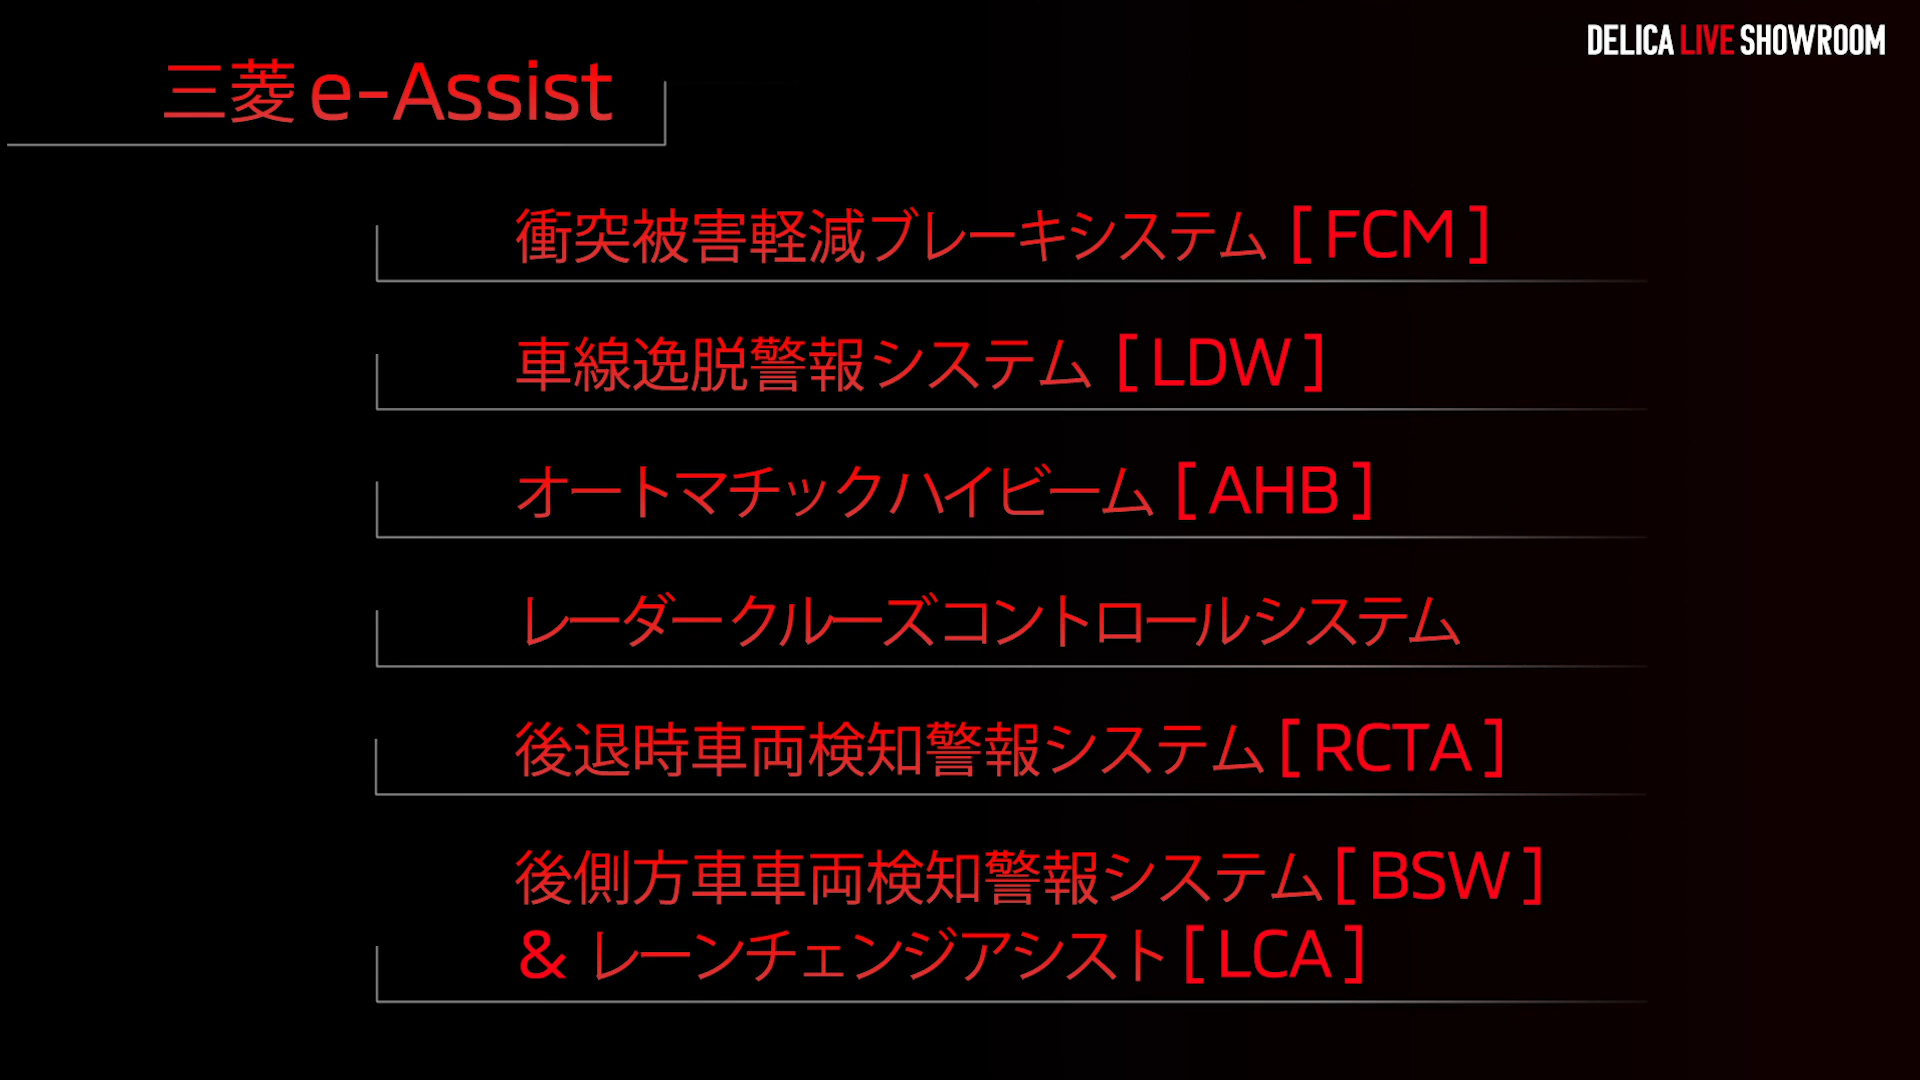 DELICA LIVE SHOWROOM
三菱 e-Assist
衝突被害軽減ブレーキシステム [FCM]
車線逸脱警報システム [LDW]
オートマチックハイビーム [AHB]
レーダークルーズコントロールシステム
後退時車両検知警報システム [RCTA]
後側方車車両検知警報システム [BSW]
& レーンチェンジアシスト [LCA]